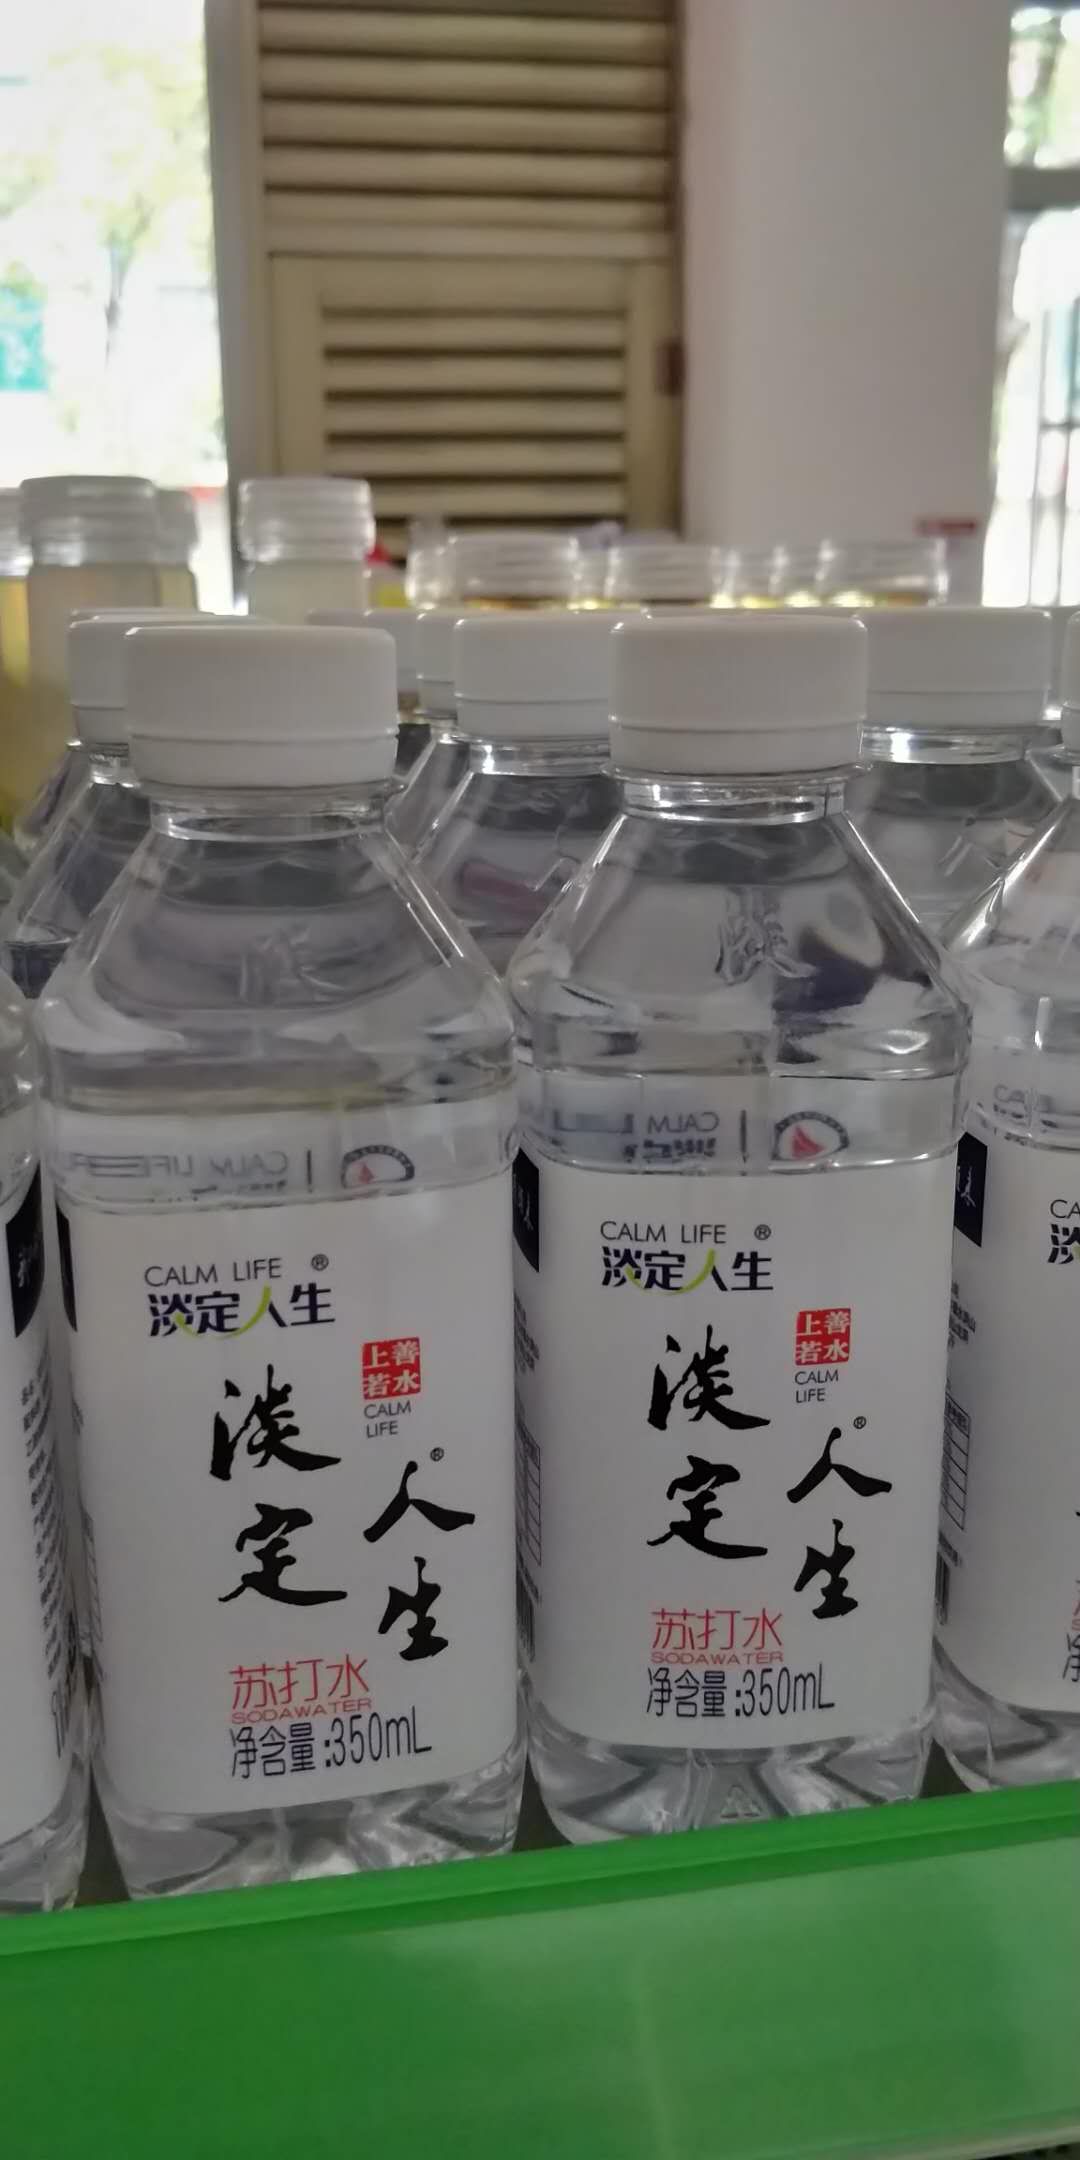 CALM LIFE ®
淡定人生
上善
若水
CALM
LIFE
淡定
人生®
苏打水
SODAWATER
净含量:350mL
CALM LIFE ®
淡定人生
上善
若水
CALM
LIFE
淡定
人生®
苏打水
SODAWATER
净含量:350mL